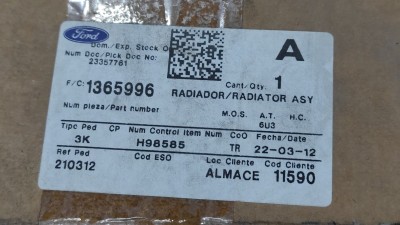 Ford
Dom./Exp. Stock O
A
Num Doc/Pick Doc No:
23357761
Cant/Qty. 1
F/C: 1365996
RADIADOR/RADIATOR ASY
Num pieza/Part number
M.O.S. A.T. H.C.
6U3
Tipo Ped CP Num Control Item Num CoO Fecha/Date
3K H98585 TR 22-03-12
Ref Ped Cod ESO Loc Cliente Cod Cliente
210312 ALMACE 11590